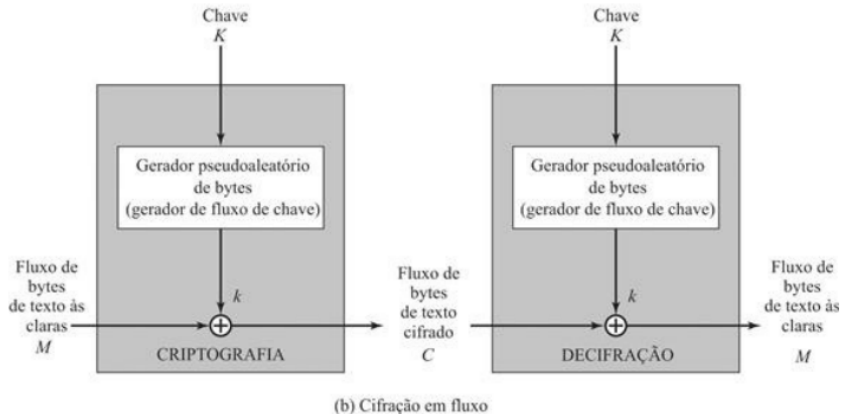 Chave
K
Chave
K
Gerador pseudoaleatório
de bytes
(gerador de fluxo de chave)
Gerador pseudoaleatório
de bytes
(gerador de fluxo de chave)
Fluxo de
bytes
de texto às
claras
M
k
Fluxo de
bytes
de texto
cifrado
C
k
Fluxo de
bytes
de texto às
claras
M
CRIPTOGRAFIA
DECIFRAÇÃO
(b) Cifração em fluxo